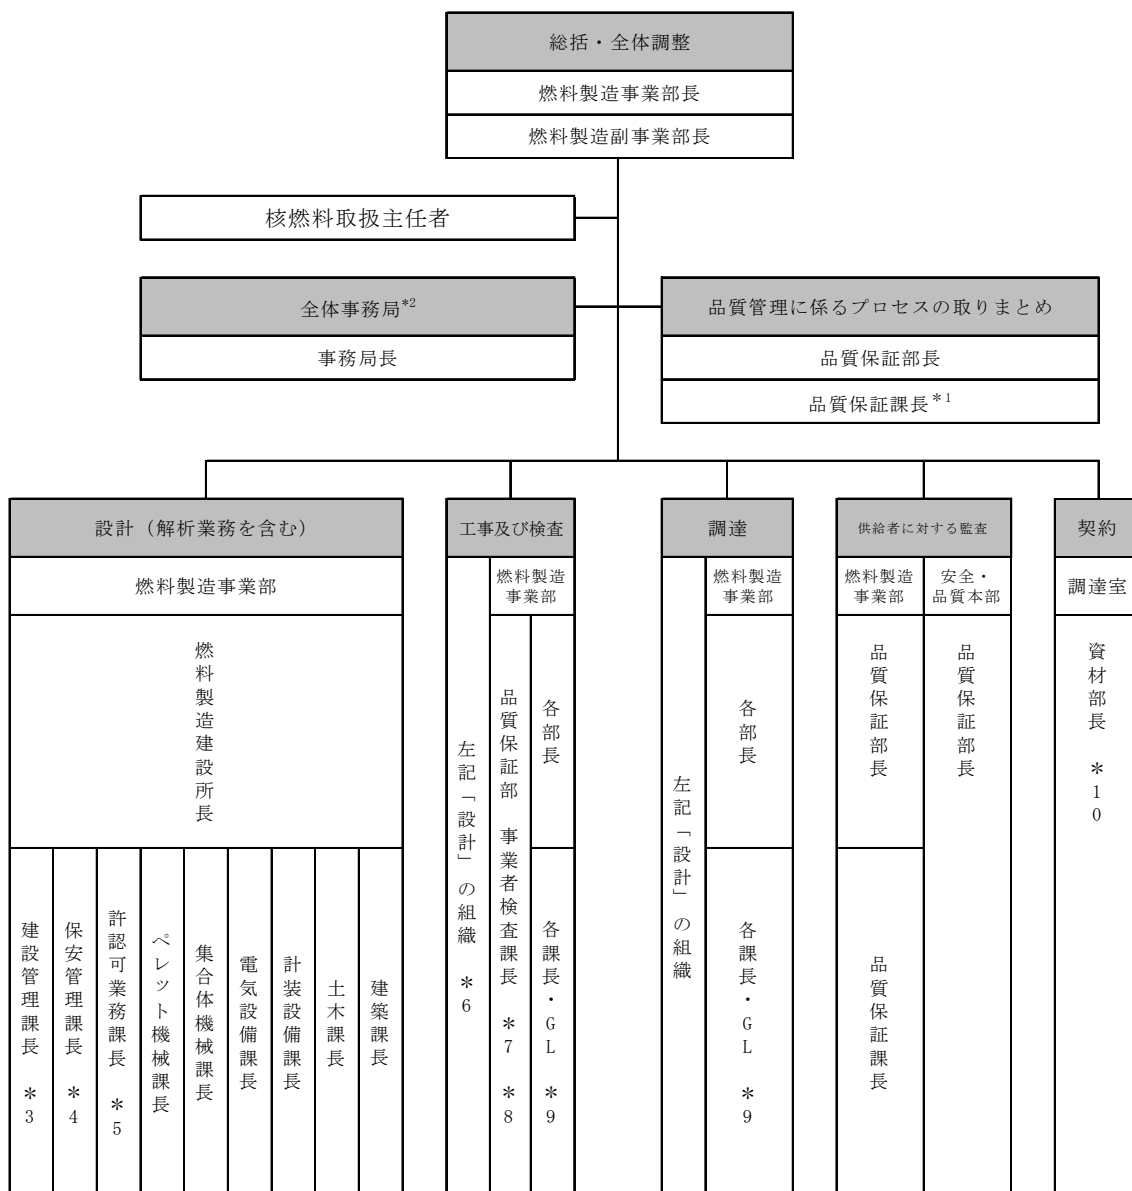 総括・全体調整
燃料製造事業部長
燃料製造副事業部長
核燃料取扱主任者
全体事務局*2
事務局長
品質管理に係るプロセスの取りまとめ
品質保証部長
品質保証課長*1
設計（解析業務を含む）
燃料製造事業部
燃料製造建設所長
建設管理課長 *3
保安管理課長 *4
許認可業務課長 *5
ペレット機械課長
集合体機械課長
電気設備課長
計装設備課長
土木課長
建築課長
工事及び検査
左記「設計」の組織 *6
燃料製造
事業部
品質保証部 事業者検査課長 *7 *8
各部長
各課長・GL *9
調達
左記「設計」の組織
燃料製造
事業部
各部長
各課長・GL *9
供給者に対する監査
燃料製造
事業部
品質保証部長
品質保証課長
安全・
品質本部
品質保証部長
契約
調達室
資材部長 *10